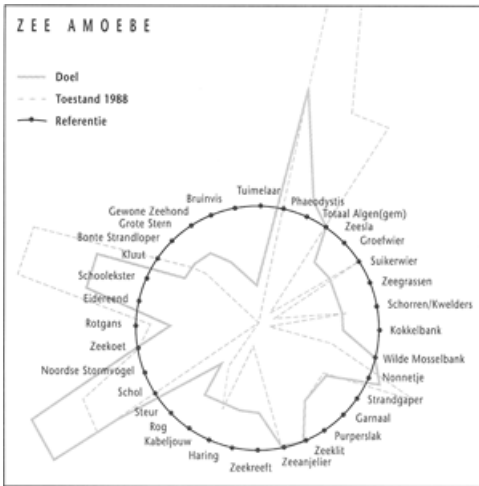 ZEE AMOEBE
Doel
Toestand 1988
Referentie
Tuimelaar
Phaeodystis
Totaal Algen(gem)
Zeesla
Groefwier
Suikerwier
Zeegrassen
Schorren/Kwelders
Kokkelbank
Wilde Mosselbank
Nonnetje
Strandgaper
Garnaal
Purperslak
Zeeklit
Zeeanjelier
Zeekreeft
Haring
Kabeljouw
Rog
Steur
Schol
Noordse Stormvogel
Zeekoet
Rotgans
Eidereend
Schoolekster
Kluut
Bonte Strandloper
Grote Stern
Gewone Zeehond
Bruinvis